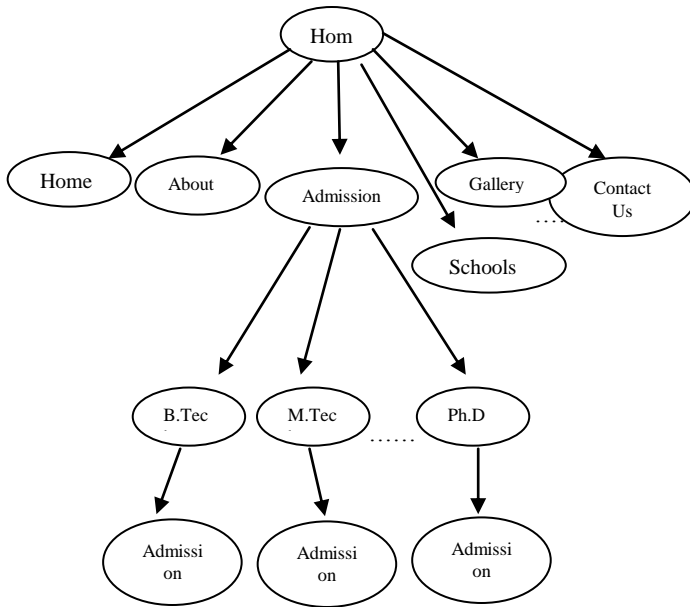 Hom
Home
About
Admission
Gallery
Contact
Us
.....
Schools
B.Tec
M.Tec
......
Ph.D
Admissi
on
Admissi
on
Admissi
on